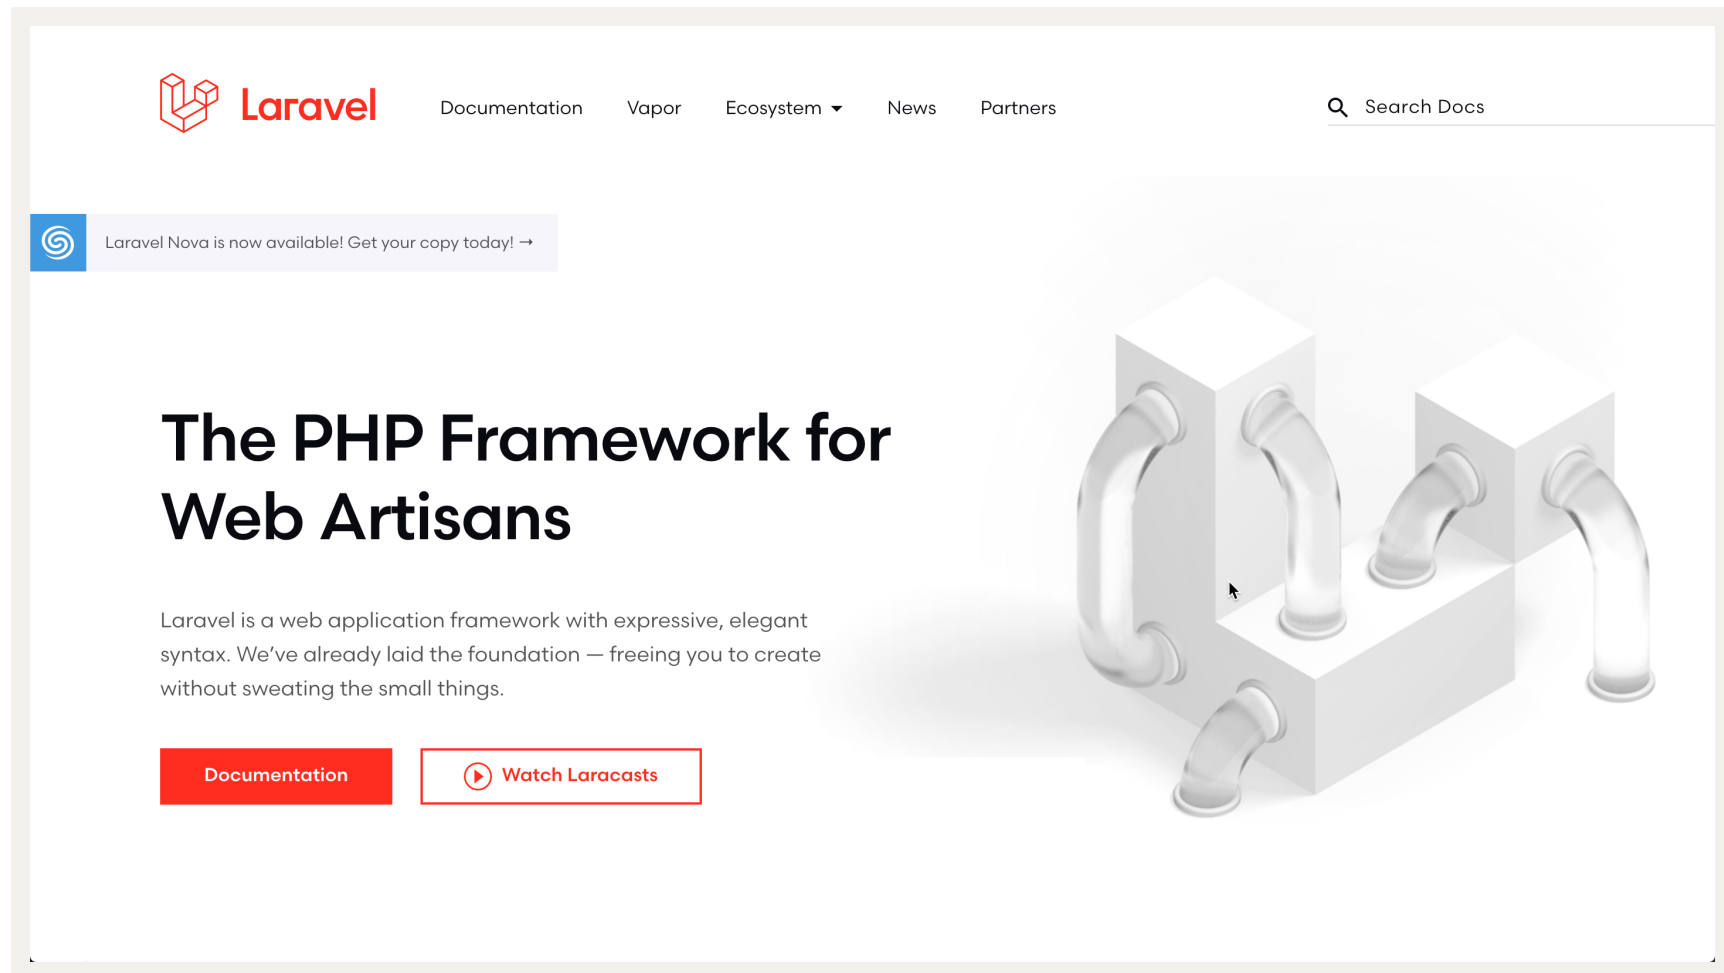 Laravel
Documentation
Vapor
Ecosystem
News
Partners
Search Docs
Laravel Nova is now available! Get your copy today! →
The PHP Framework for
Web Artisans
Laravel is a web application framework with expressive, elegant
syntax. We’ve already laid the foundation — freeing you to create
without sweating the small things.
Documentation
Watch Laracasts